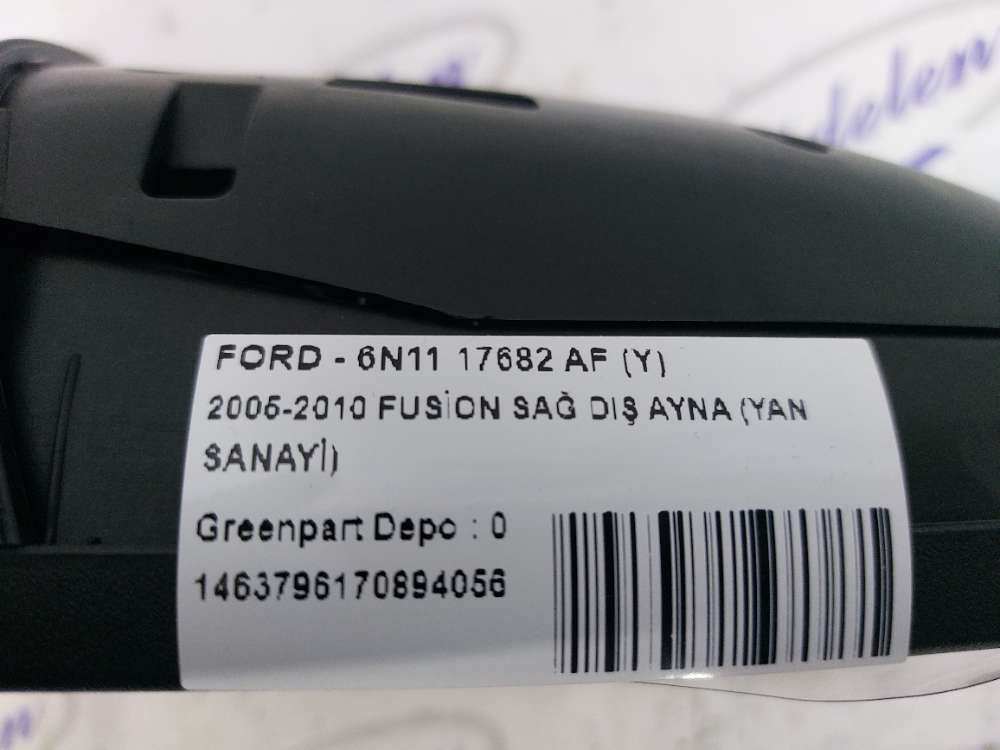 FORD - 6N11 17682 AF (Y)
2006-2010 FUSİON SAĞ DIŞ AYNA (YAN
SANAYİ)
Greenpart Depo : 0
1463796170894056